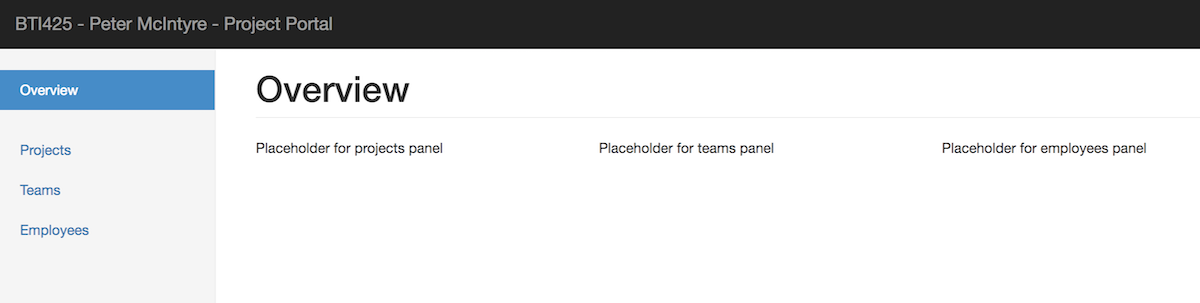 BTI425 - Peter McIntyre - Project Portal
Overview
Projects
Teams
Employees
Overview
Placeholder for projects panel
Placeholder for teams panel
Placeholder for employees panel